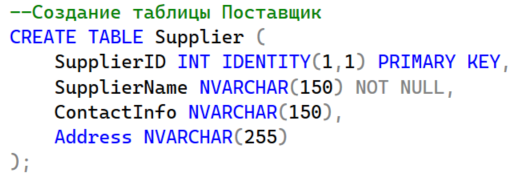 --Создание таблицы Поставщик
CREATE TABLE Supplier (
    SupplierID INT IDENTITY(1,1) PRIMARY KEY,
    SupplierName NVARCHAR(150) NOT NULL,
    ContactInfo NVARCHAR(150),
    Address NVARCHAR(255)
);